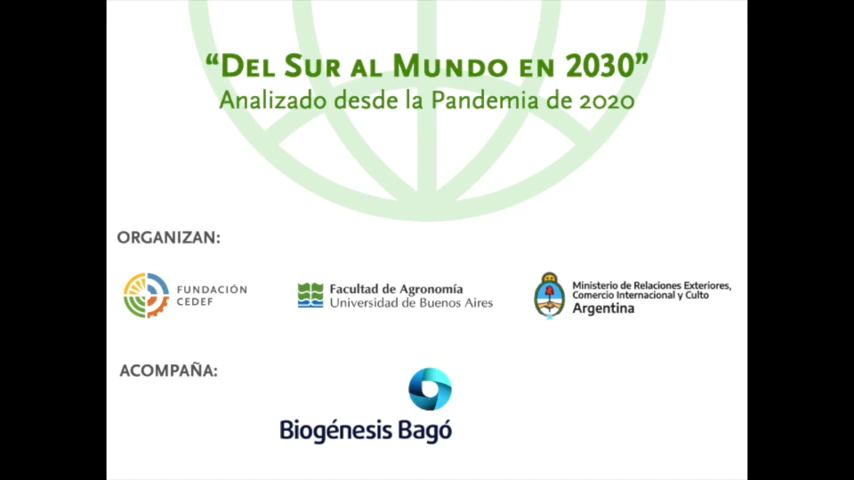 “DEL SUR AL MUNDO EN 2030”
Analizado desde la Pandemia de 2020
ORGANIZAN:
FUNDACIÓN
CEDEF
Facultad de Agronomía
Universidad de Buenos Aires
Ministerio de Relaciones Exteriores,
Comercio Internacional y Culto
Argentina
ACOMPAÑA:
Biogénesis Bagó